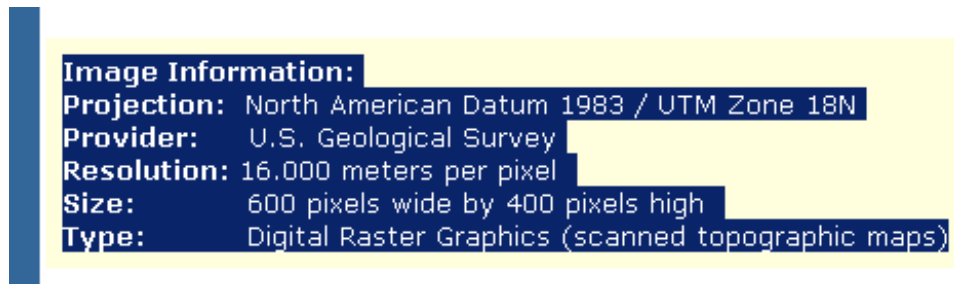 Image Information:
Projection: North American Datum 1983 / UTM Zone 18N
Provider: U.S. Geological Survey
Resolution: 16.000 meters per pixel
Size: 600 pixels wide by 400 pixels high
Type: Digital Raster Graphics (scanned topographic maps)